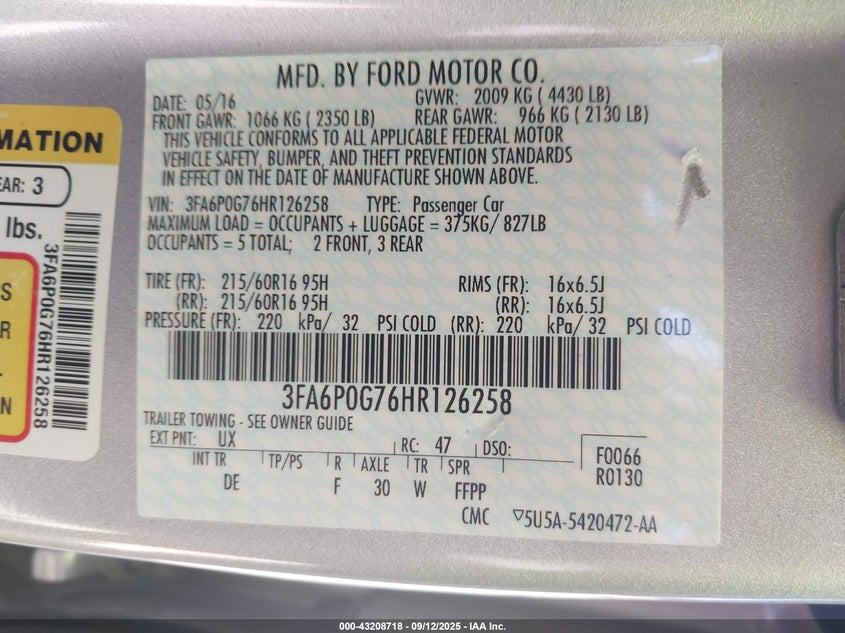 MFD. BY FORD MOTOR CO.
DATE: 05/16 GVWR: 2009 KG ( 4430 LB)
FRONT GAWR: 1066 KG ( 2350 LB) REAR GAWR: 966 KG ( 2130 LB)
THIS VEHICLE CONFORMS TO ALL APPLICABLE FEDERAL MOTOR
VEHICLE SAFETY, BUMPER, AND THEFT PREVENTION STANDARDS
IN EFFECT ON THE DATE OF MANUFACTURE SHOWN ABOVE.
VIN: 3FA6P0G76HR126258 TYPE: Passenger Car
MAXIMUM LOAD = OCCUPANTS + LUGGAGE = 375KG/ 827LB
OCCUPANTS = 5 TOTAL; 2 FRONT, 3 REAR
TIRE (FR): 215/60R16 95H RIMS (FR): 16x6.5J
(RR): 215/60R16 95H (RR): 16x6.5J
PRESSURE (FR): 220 kPa/ 32 PSI COLD (RR): 220 kPa/ 32 PSI COLD
3FA6P0G76HR126258
TRAILER TOWING - SEE OWNER GUIDE
EXT PNT: UX RC: 47 DSO:
F0066
R0130
INT TR TP/PS R AXLE TR SPR
DE F 30 W FFPP
CMC ▽5U5A-5420472-AA
MATION
EAR: 3
lbs.
3FA6P0G76HR126258
S
R
L.
N
000-43208718 - 09/12/2025 - IAA Inc.